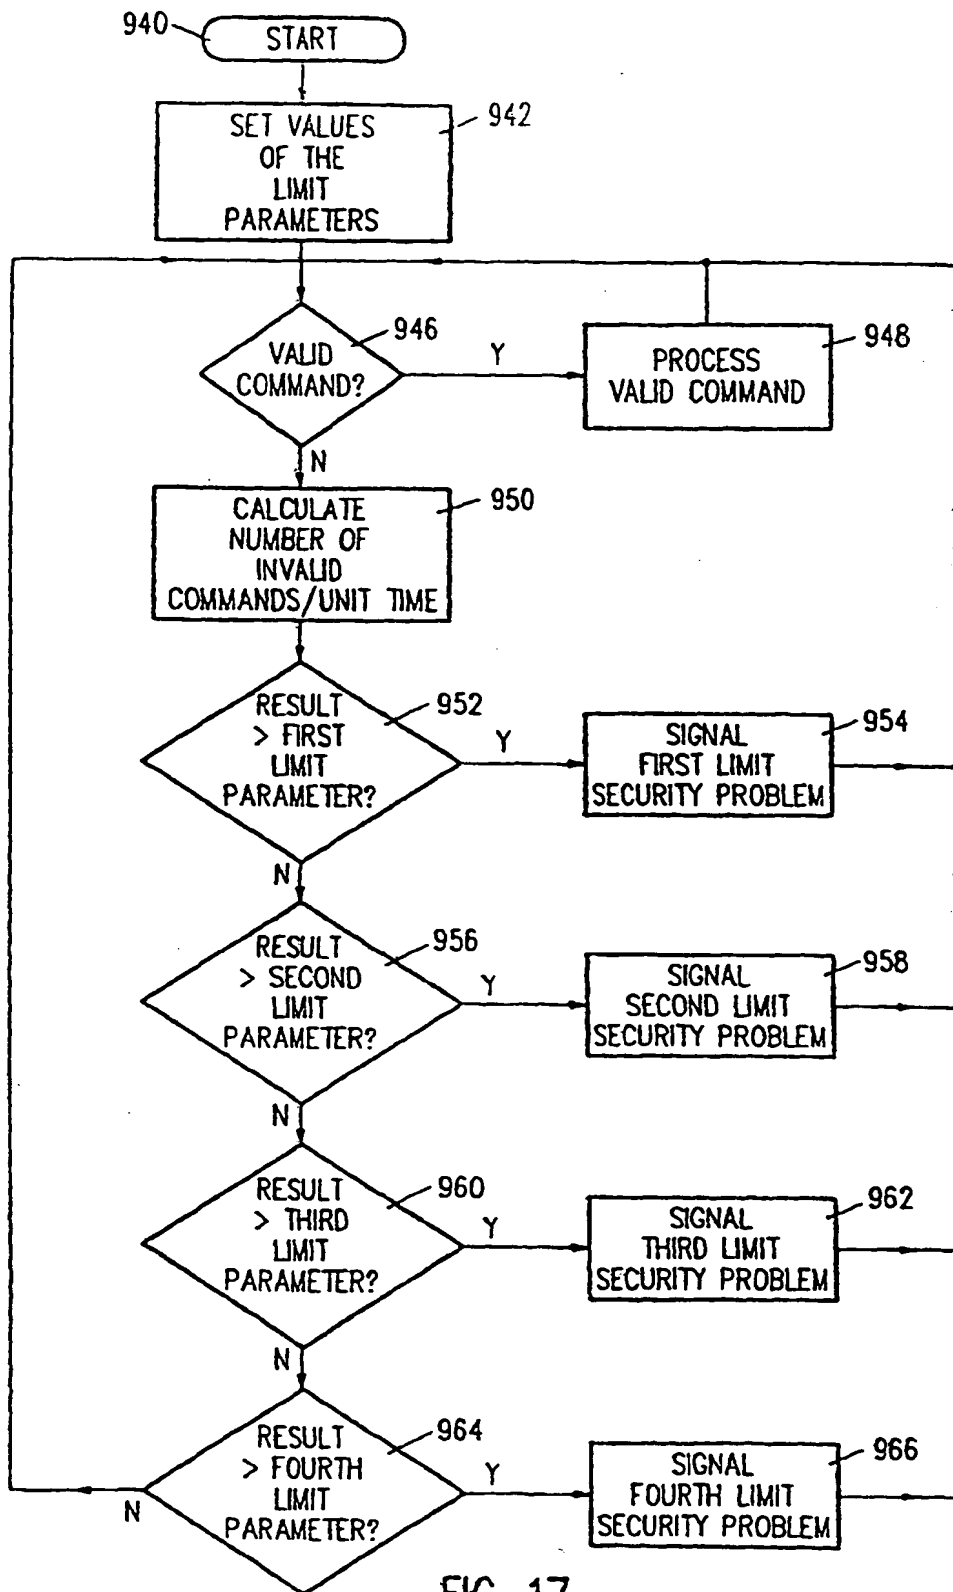 940
START
942
SET VALUES
OF THE
LIMIT
PARAMETERS
946
VALID
COMMAND?
Y
948
PROCESS
VALID COMMAND
N
950
CALCULATE
NUMBER OF
INVALID
COMMANDS/UNIT TIME
952
RESULT
> FIRST
LIMIT
PARAMETER?
Y
954
SIGNAL
FIRST LIMIT
SECURITY PROBLEM
N
956
RESULT
> SECOND
LIMIT
PARAMETER?
Y
958
SIGNAL
SECOND LIMIT
SECURITY PROBLEM
N
960
RESULT
> THIRD
LIMIT
PARAMETER?
Y
962
SIGNAL
THIRD LIMIT
SECURITY PROBLEM
N
964
RESULT
> FOURTH
LIMIT
PARAMETER?
Y
966
SIGNAL
FOURTH LIMIT
SECURITY PROBLEM
N
FIG. 17